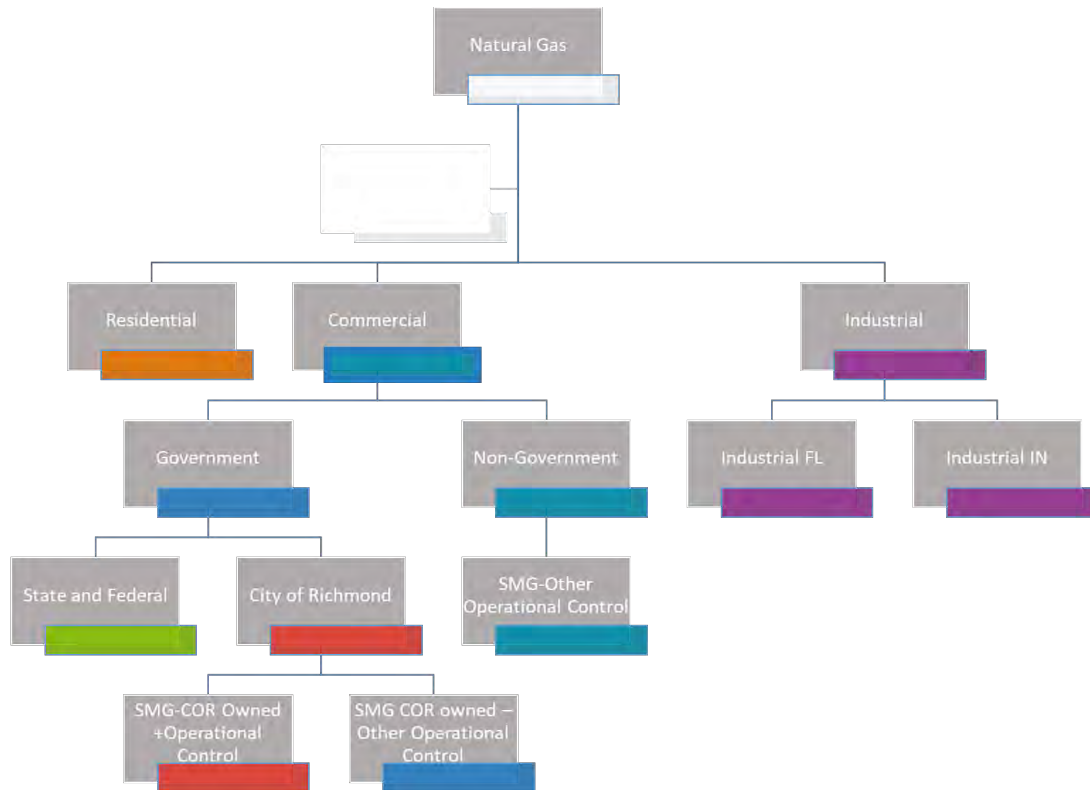 Natural Gas
Residential
Commercial
Industrial
Government
Non-Government
Industrial FL
Industrial IN
State and Federal
City of Richmond
SMG-Other
Operational Control
SMG-COR Owned
+Operational
Control
SMG COR owned –
Other Operational
Control